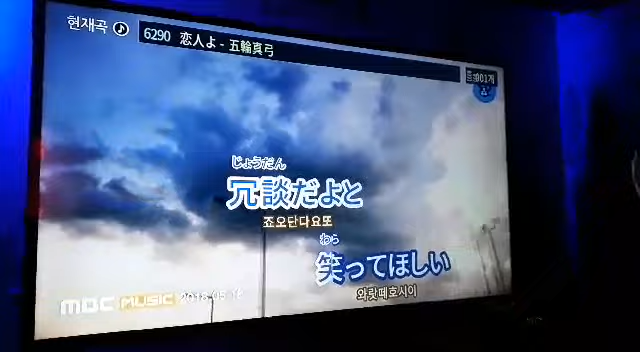 현재곡 ♪ 6290 恋人よ - 五輪真弓
じょうだん
冗談だよと
죠오단다요또
わら
笑ってほしい
와랏떼호시이
MBC MUSIC